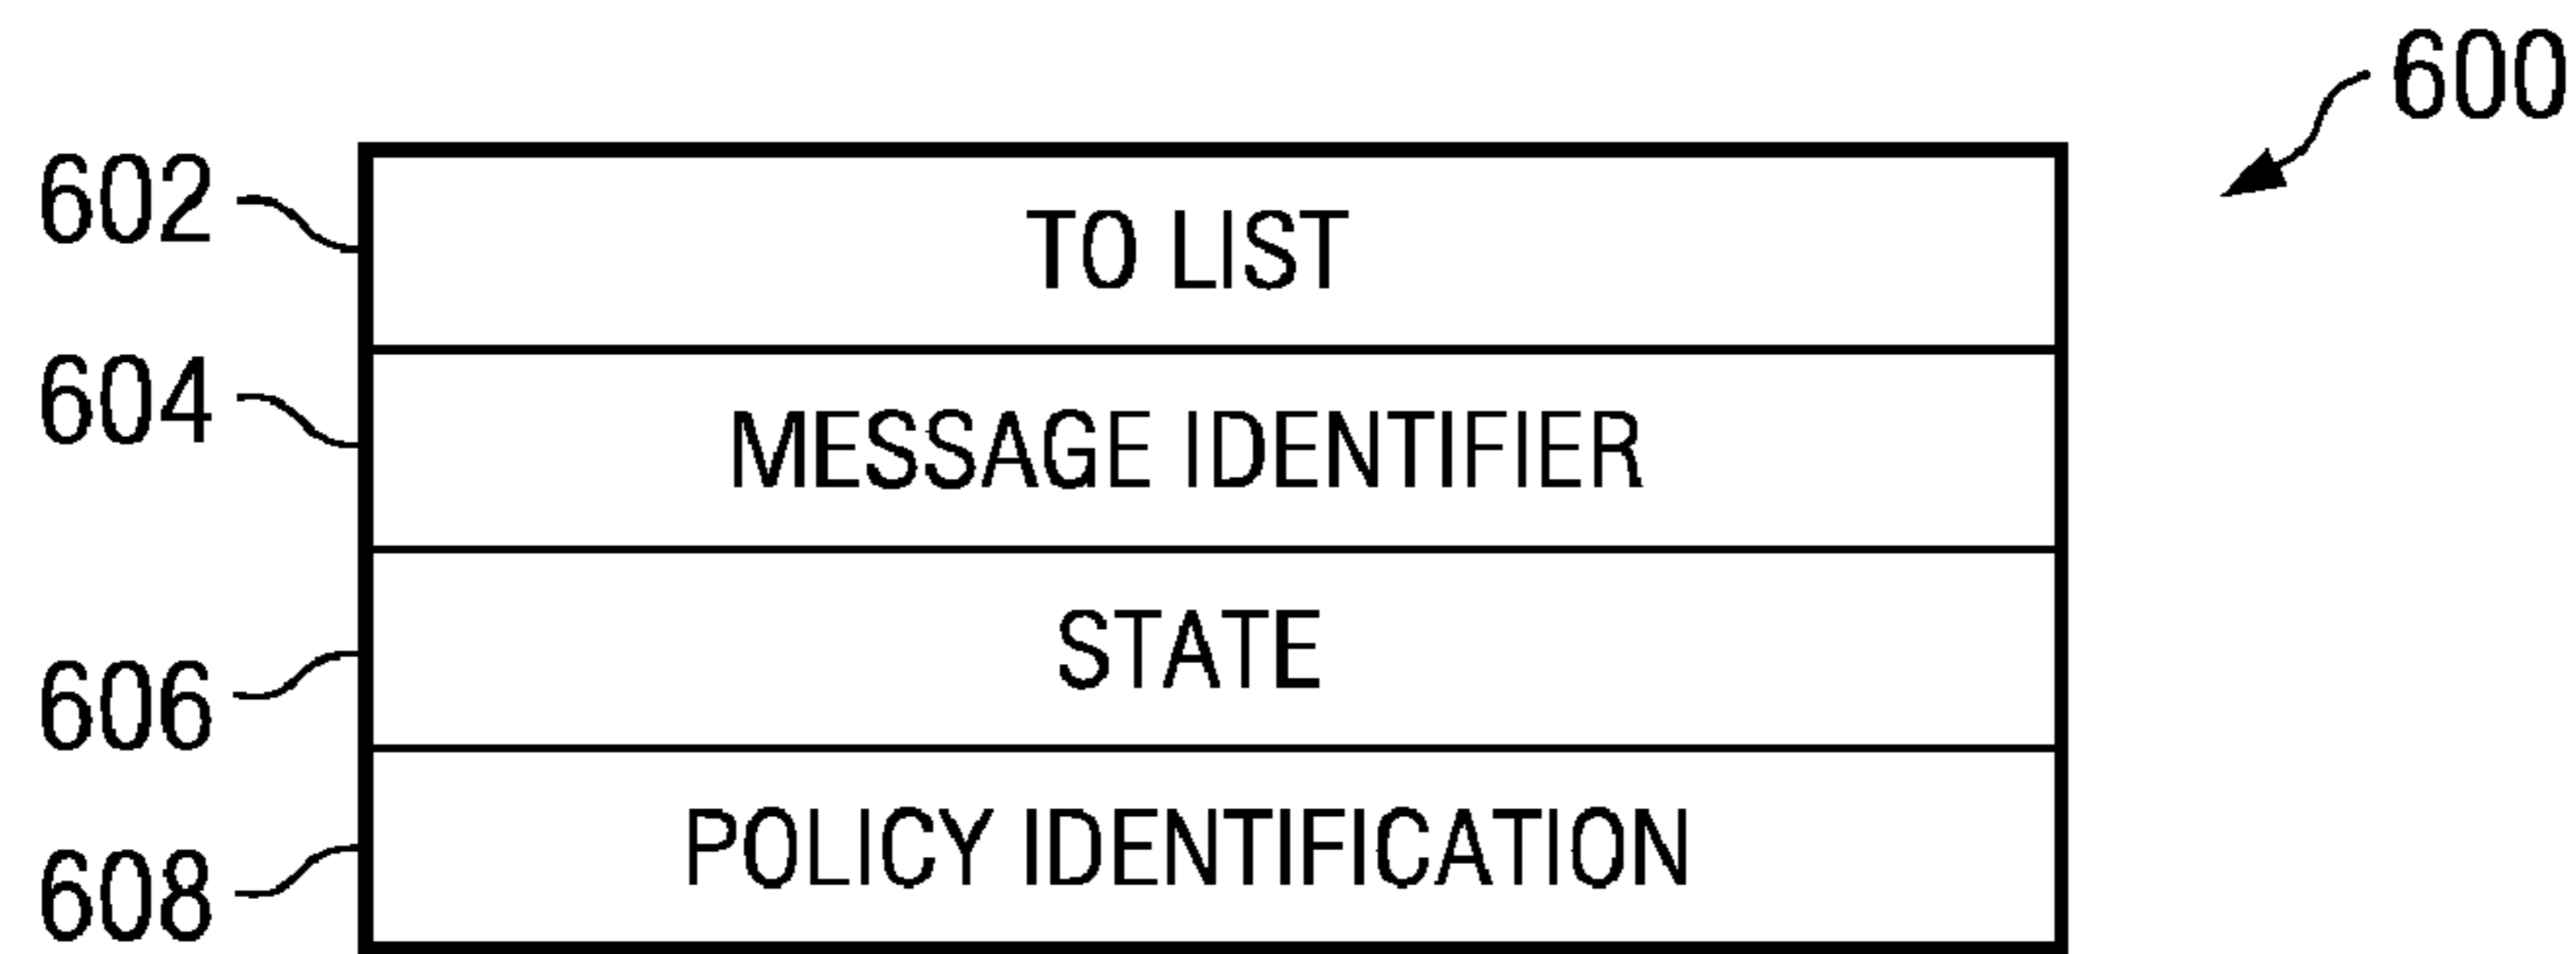 600
602 TO LIST
604 MESSAGE IDENTIFIER
606 STATE
608 POLICY IDENTIFICATION